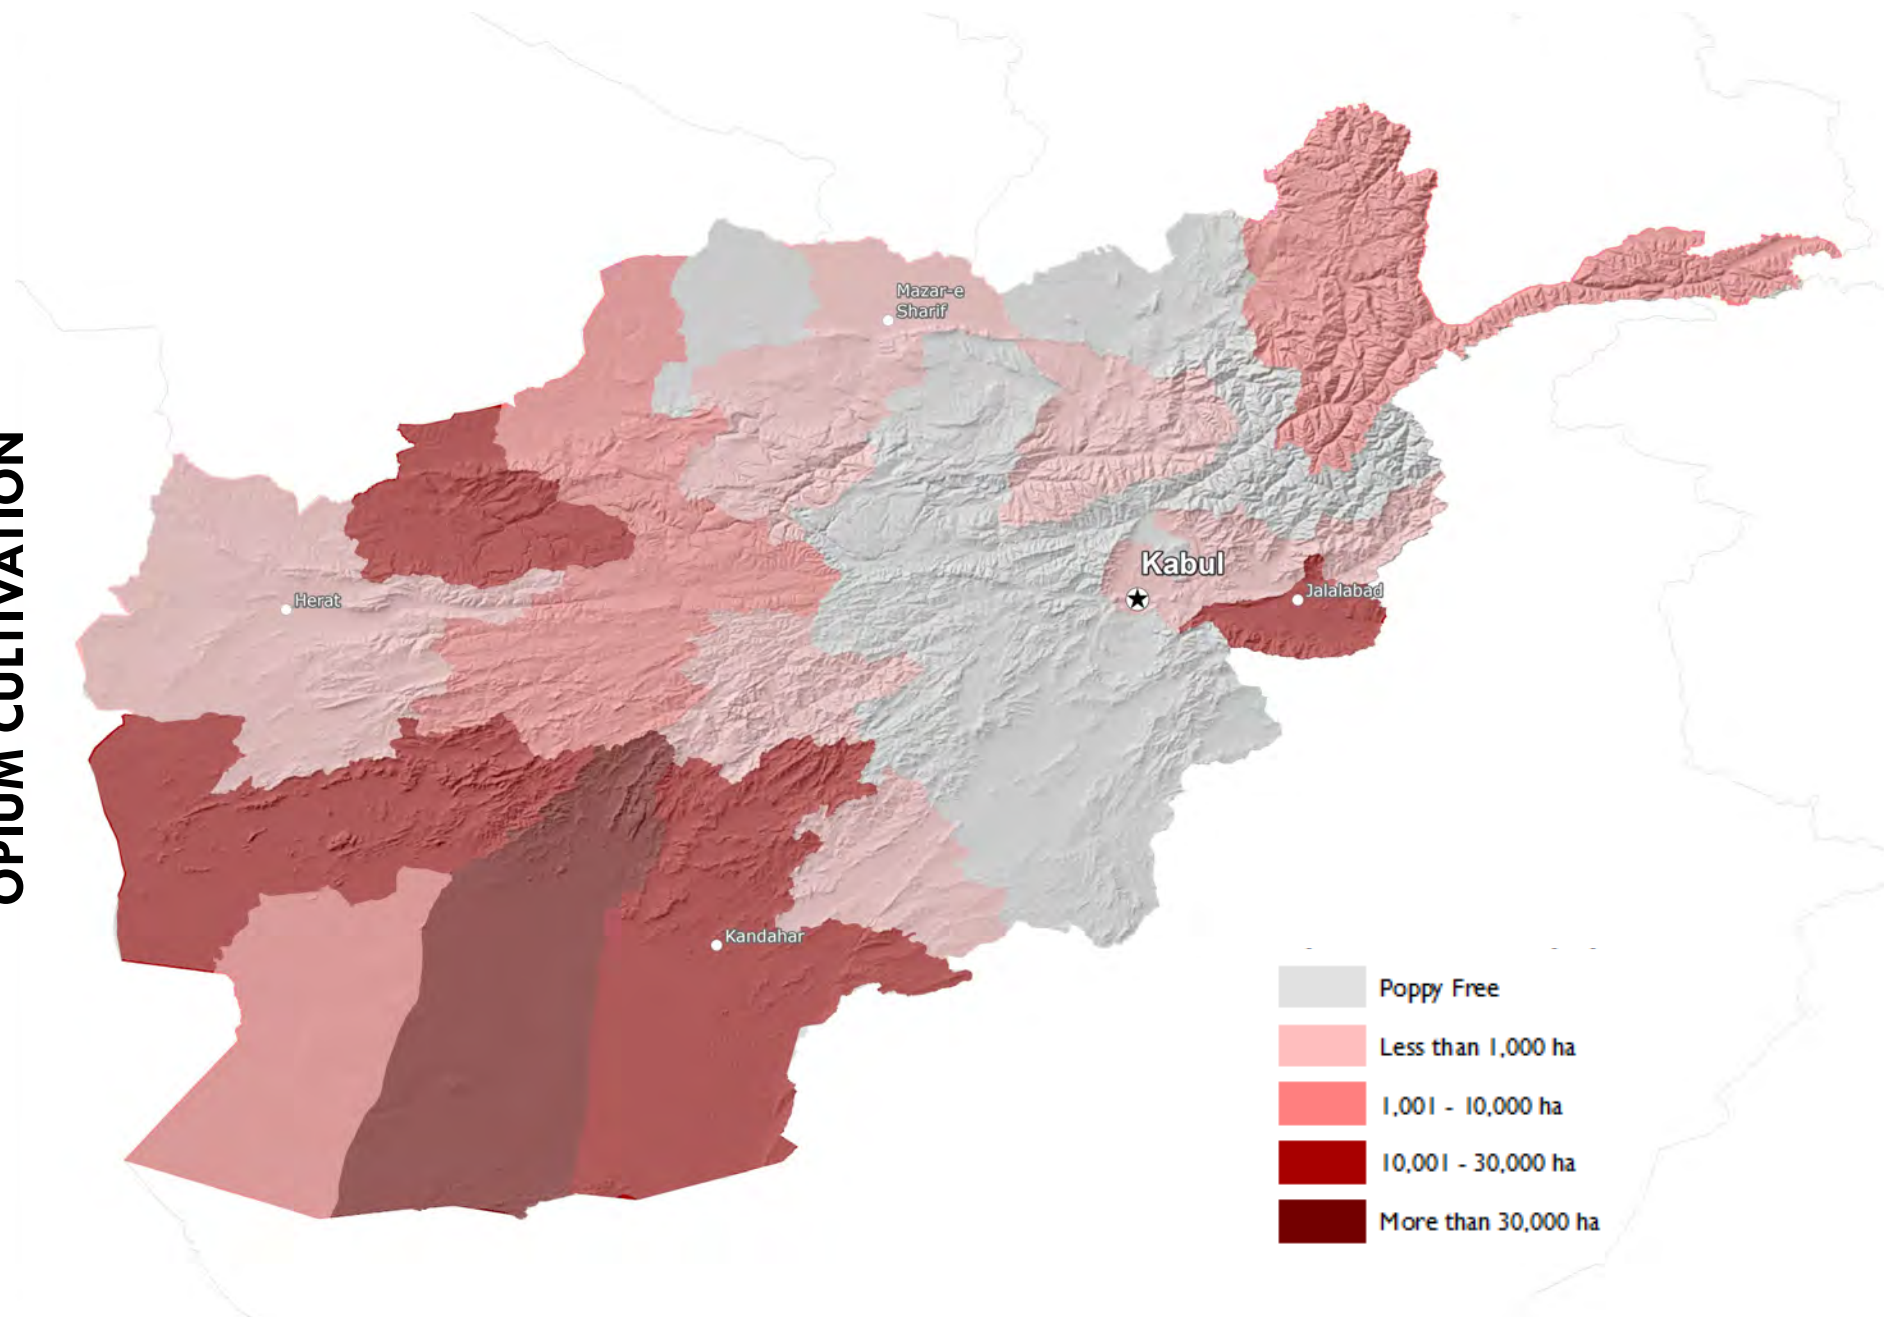 OPIUM CULTIVATION
Mazar-e
Sharif
Kabul
Jalalabad
Herat
Kandahar
Poppy Free
Less than 1,000 ha
1,001 - 10,000 ha
10,001 - 30,000 ha
More than 30,000 ha